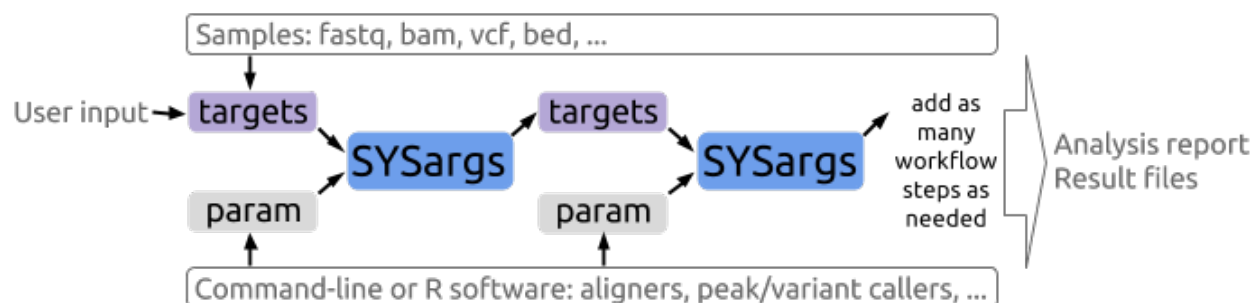 Samples: fastq, bam, vcf, bed, ...
User input
targets
targets
SYSargs
SYSargs
param
param
add as
many
workflow
steps as
needed
Analysis report
Result files
Command-line or R software: aligners, peak/variant callers, ...